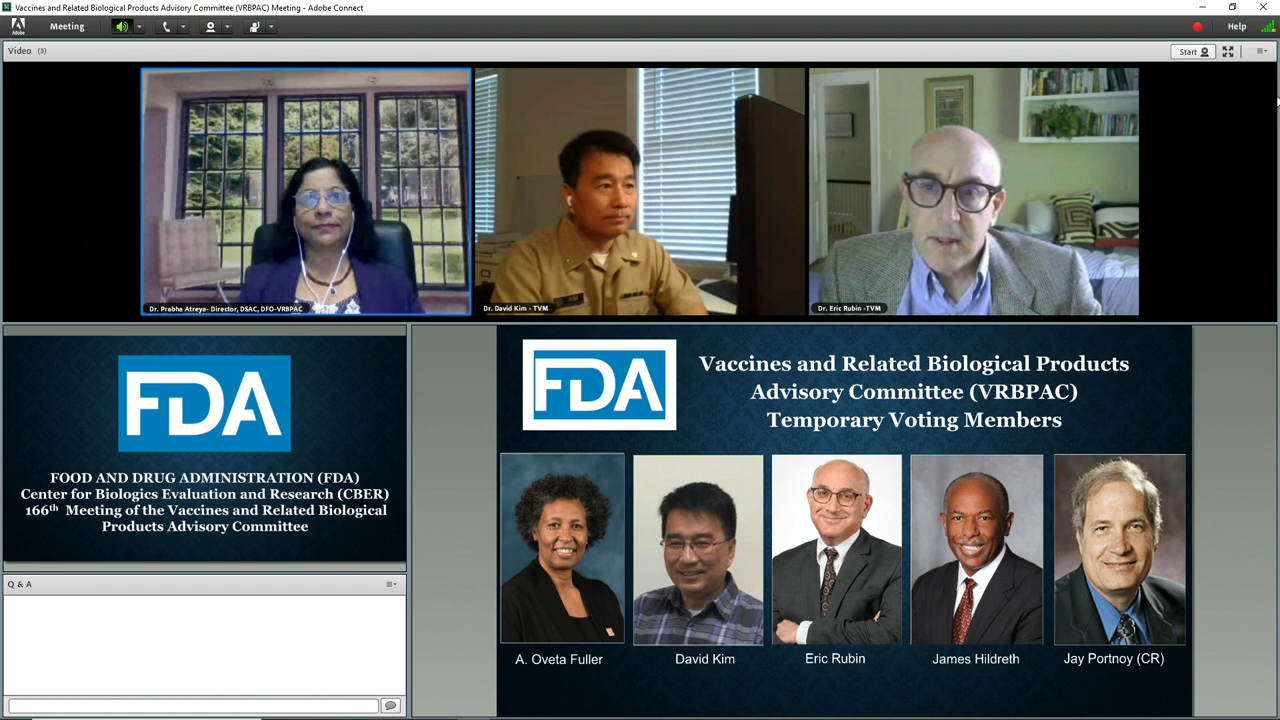 Vaccines and Related Biological Products Advisory Committee (VRBPAC) Meeting - Adobe Connect
Adobe
Meeting
Help
Video (3)
Start
Dr. Prabha Atreya- Director, DSAC, DFO-VRBPAC
Dr. David Kim - TVM
Dr. Eric Rubin -TVM
FDA
FOOD AND DRUG ADMINISTRATION (FDA)
Center for Biologics Evaluation and Research (CBER)
166th Meeting of the Vaccines and Related Biological
Products Advisory Committee
Q & A
FDA
Vaccines and Related Biological Products
Advisory Committee (VRBPAC)
Temporary Voting Members
A. Oveta Fuller
David Kim
Eric Rubin
James Hildreth
Jay Portnoy (CR)